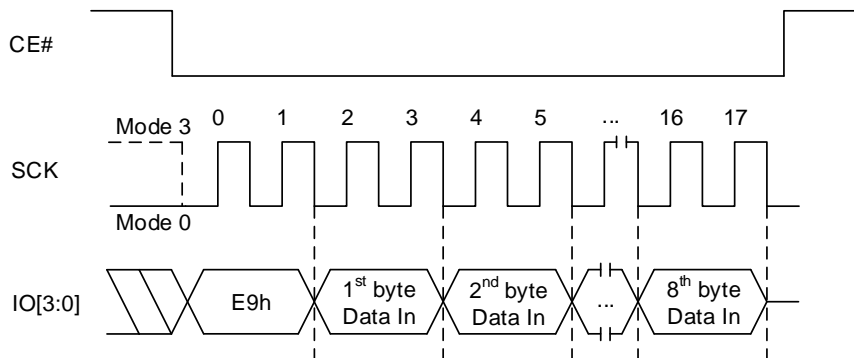 CE#
Mode 3
0 1 2 3 4 5 ... 16 17
SCK
Mode 0
IO[3:0]
E9h
1st byte
Data In
2nd byte
Data In
...
8th byte
Data In